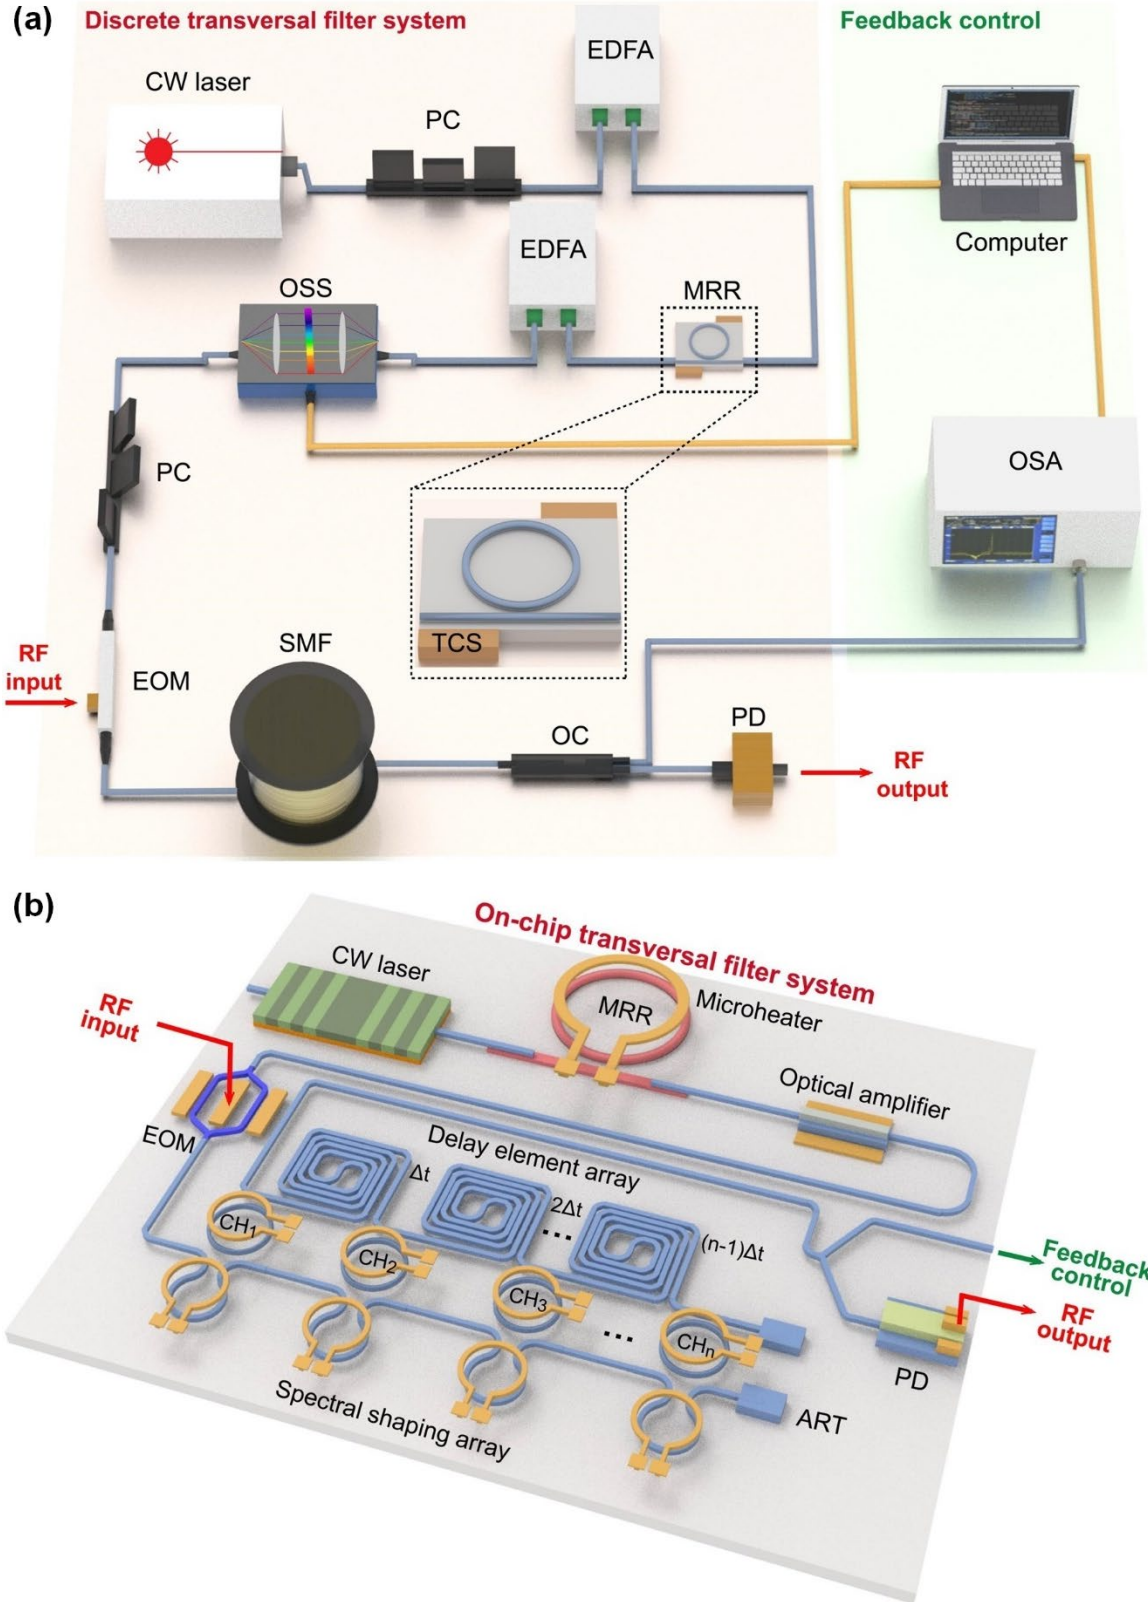 (a)
Discrete transversal filter system
Feedback control
EDFA
CW laser
PC
EDFA
Computer
OSS
MRR
PC
OSA
TCS
SMF
RF
input
EOM
OC
PD
RF
output
(b)
On-chip transversal filter system
CW laser
MRR
Microheater
RF
input
Optical amplifier
EOM
Delay element array
Δt
2Δt
...
(n-1)Δt
CH1
CH2
CH3
...
CHn
Feedback
control
RF
output
PD
ART
Spectral shaping array